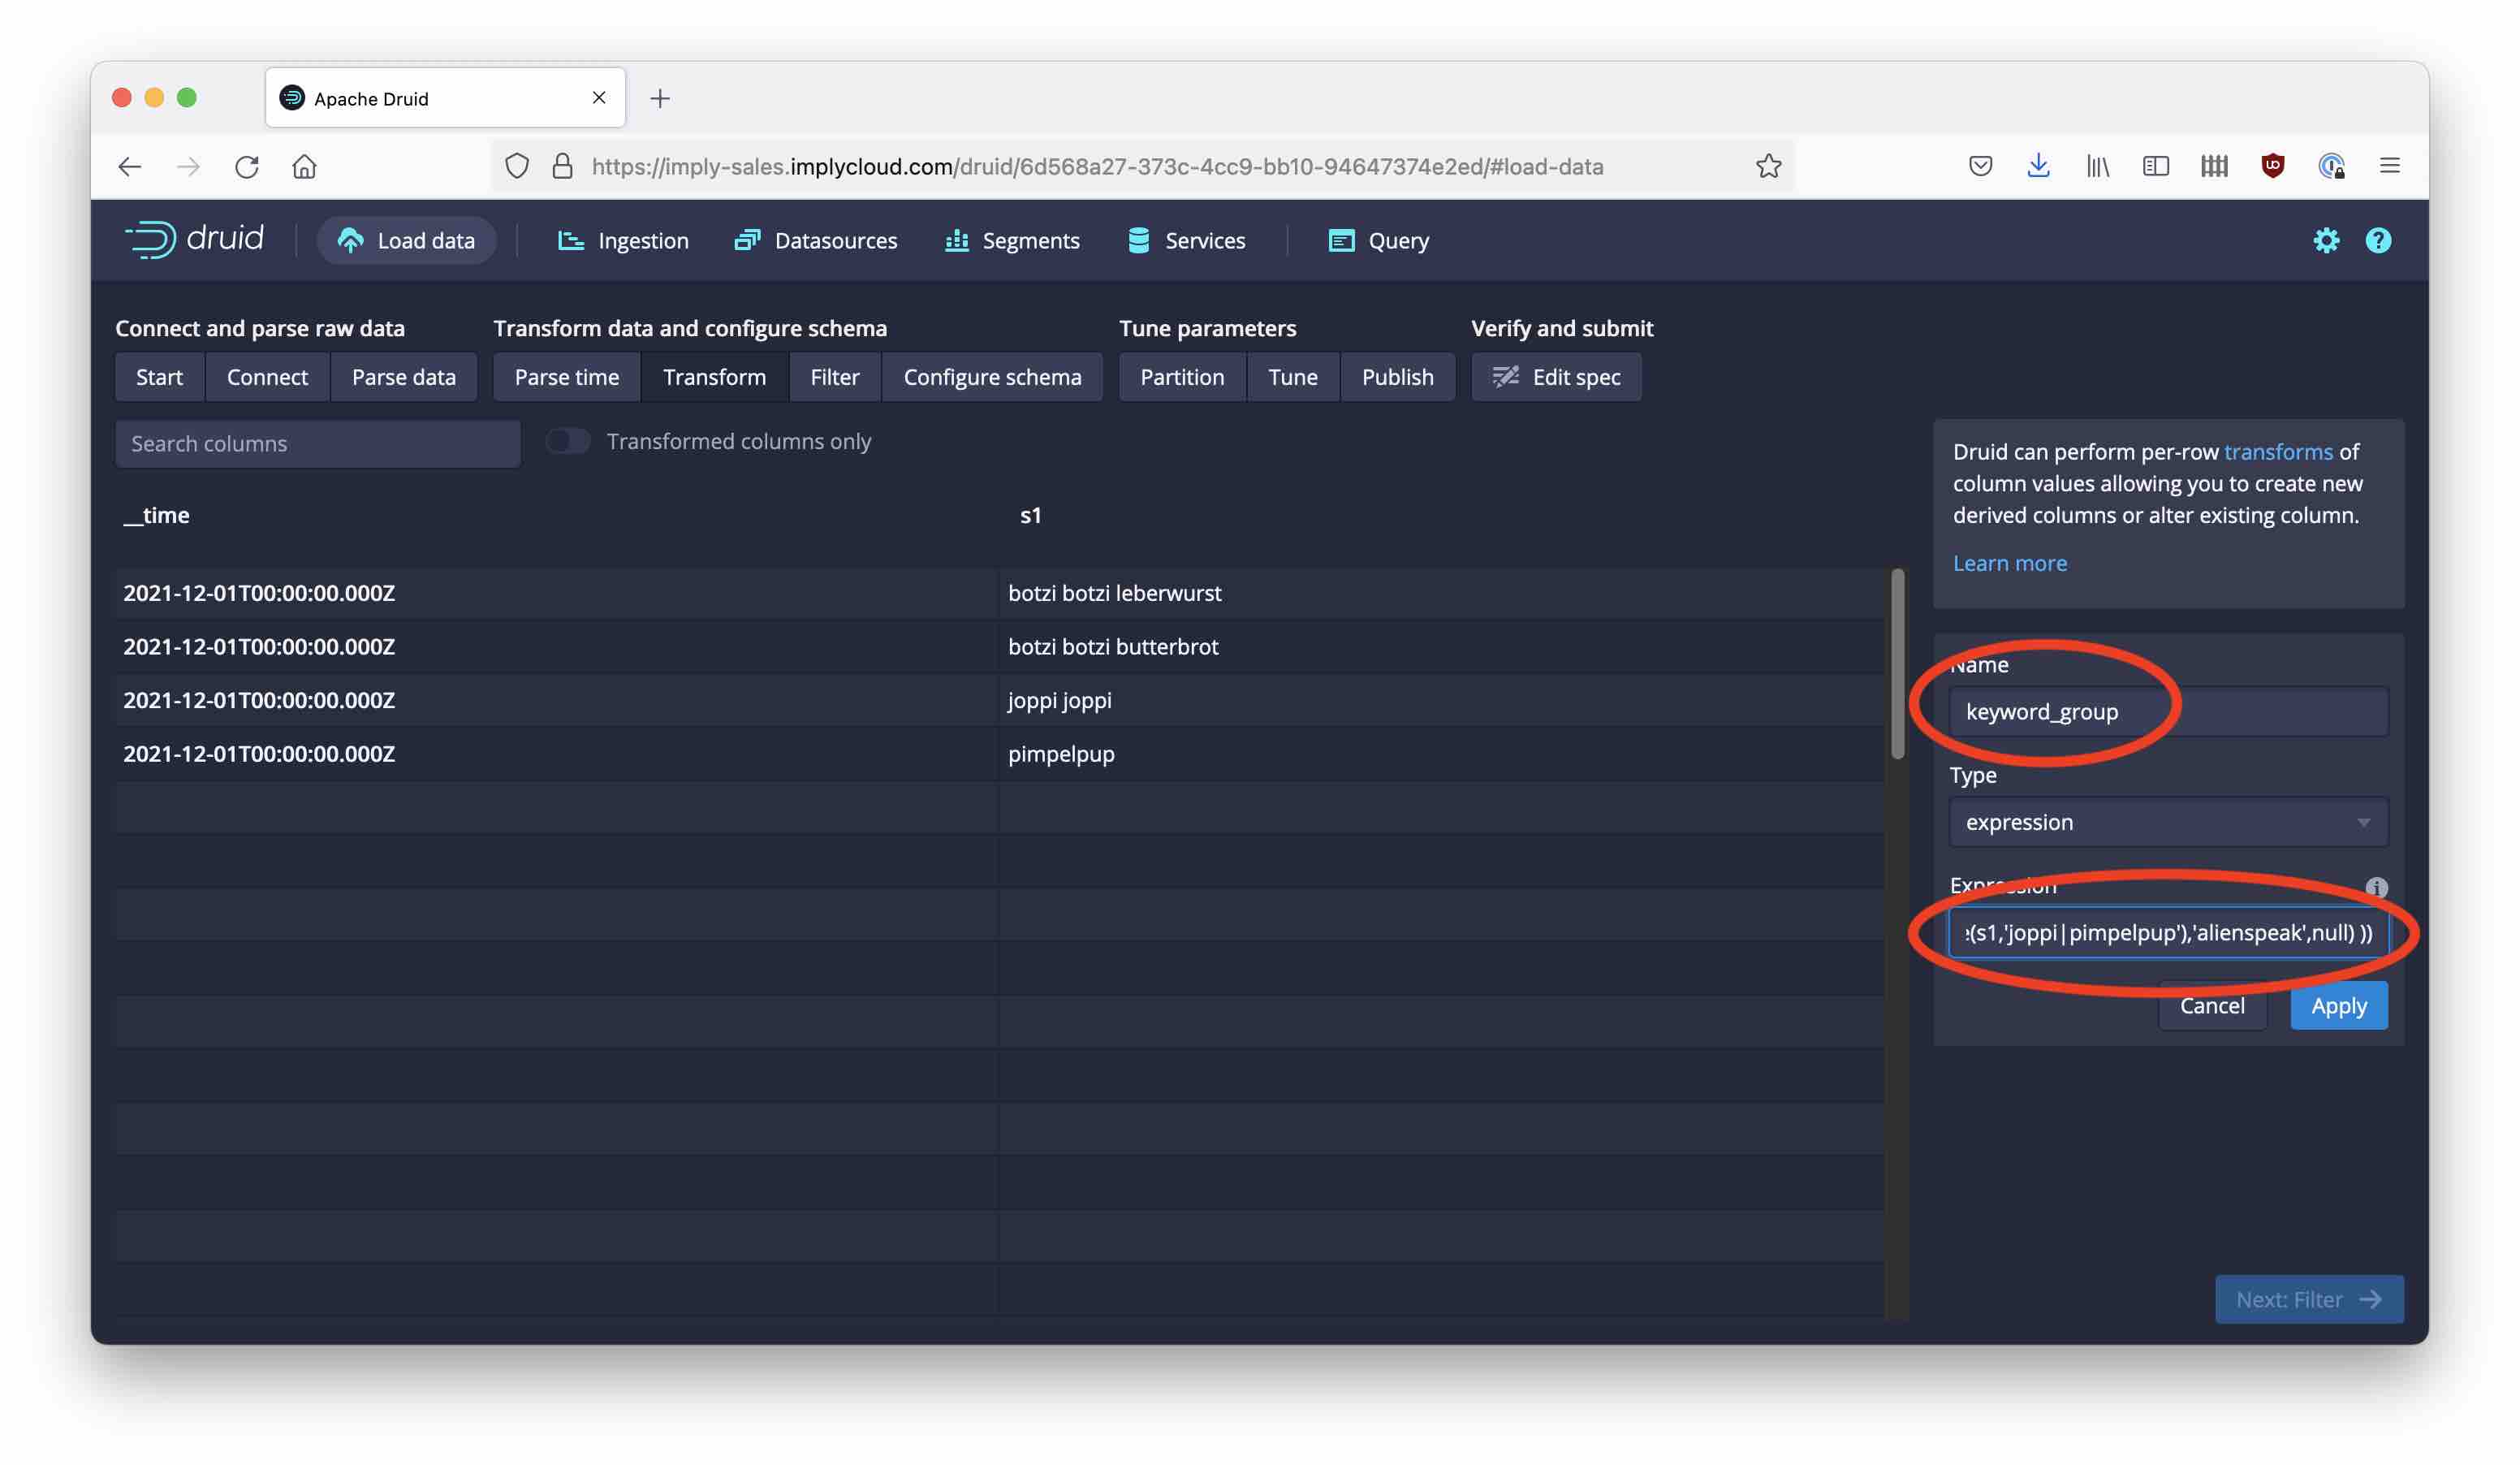 Apache Druid
https://imply-sales.implycloud.com/druid/6d568a27-373c-4cc9-bb10-94647374e2ed/#load-data
druid Load data Ingestion Datasources Segments Services Query
Connect and parse raw data Transform data and configure schema Tune parameters Verify and submit
Start Connect Parse data Parse time Transform Filter Configure schema Partition Tune Publish Edit spec
Search columns Transformed columns only
__time s1
2021-12-01T00:00:00.000Z botzi botzi leberwurst
2021-12-01T00:00:00.000Z botzi botzi butterbrot
2021-12-01T00:00:00.000Z joppi joppi
2021-12-01T00:00:00.000Z pimpelpup
Druid can perform per-row transforms of
column values allowing you to create new
derived columns or alter existing column.
Learn more
Name
keyword_group
Type
expression
Expression
(s1,'joppi|pimpelpup'),'alienspeak',null) ))
Cancel Apply
Next: Filter